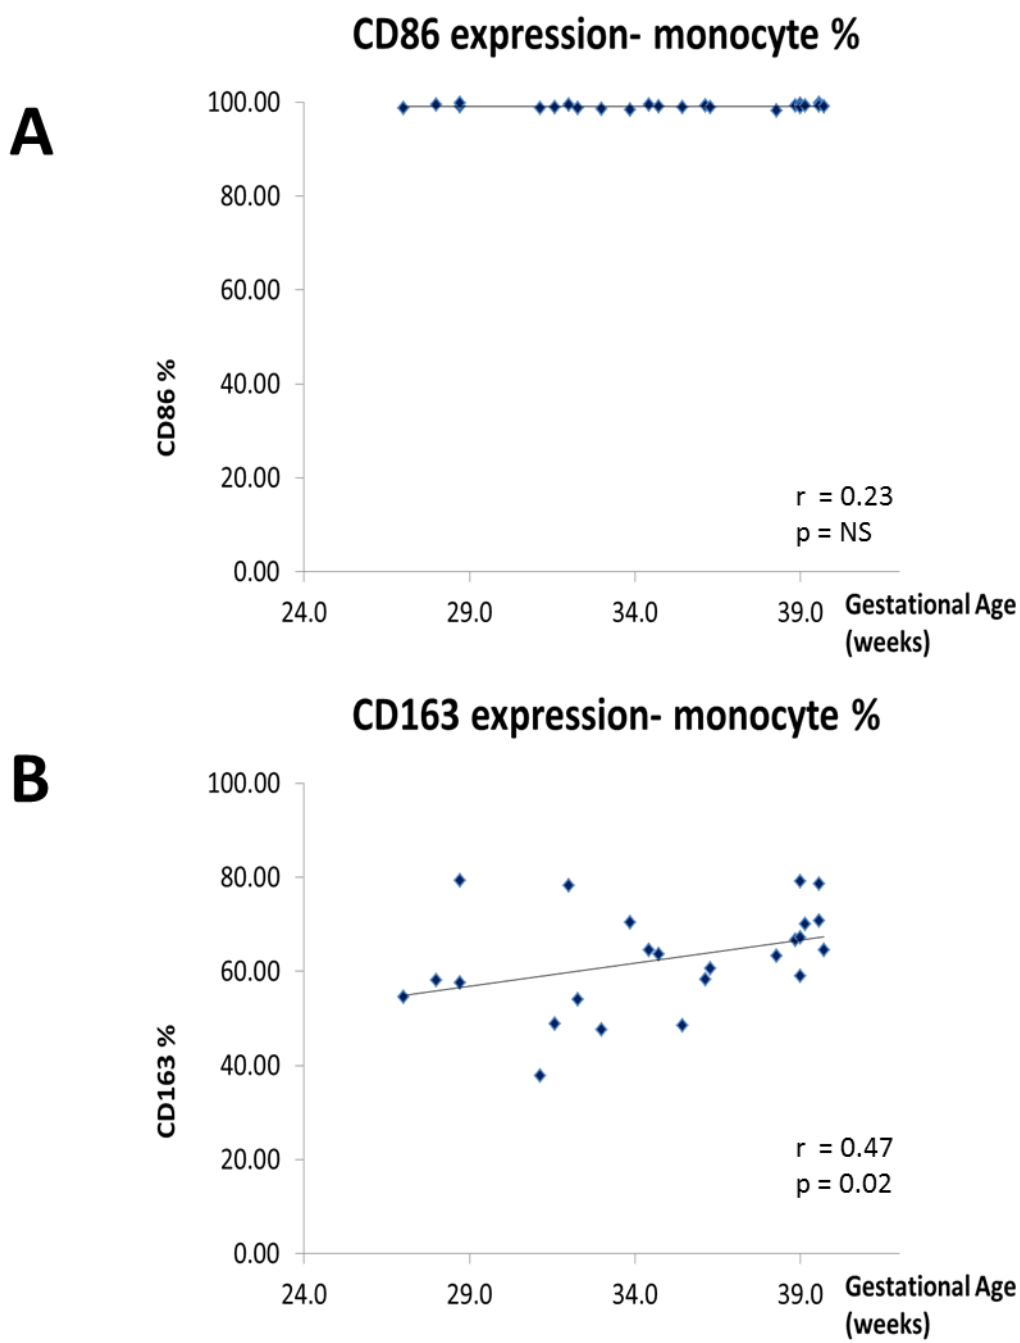 CD86 expression- monocyte %
A
100.00
80.00
60.00
40.00
20.00
0.00
CD86 %
r = 0.23
p = NS
24.0 29.0 34.0 39.0
Gestational Age
(weeks)
CD163 expression- monocyte %
B
100.00
80.00
60.00
40.00
20.00
0.00
CD163 %
r = 0.47
p = 0.02
24.0 29.0 34.0 39.0
Gestational Age
(weeks)